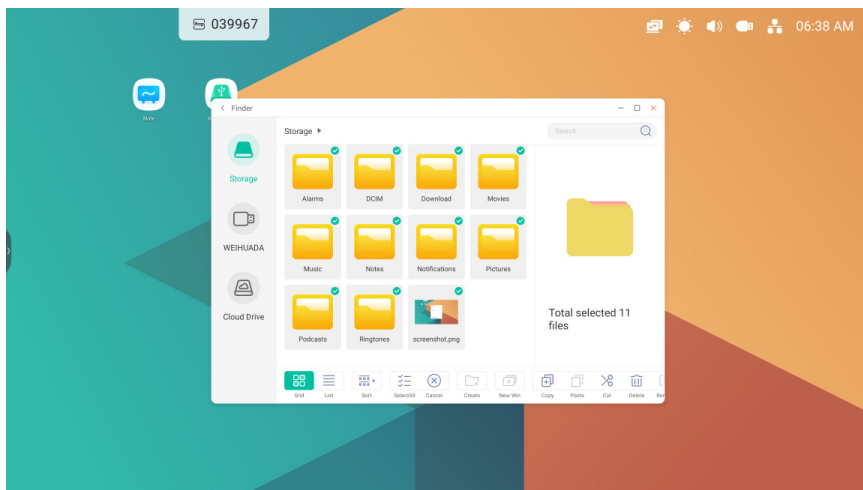 039967
06:38 AM
Note
Finder
Storage
Search
Storage
WEIHUADA
Cloud Drive
Alarms
DCIM
Download
Movies
Music
Notes
Notifications
Pictures
Podcasts
Ringtones
screenshot.png
Total selected 11
files
Grid
List
Sort
SelectAll
Cancel
Create
New Win
Copy
Paste
Cut
Delete